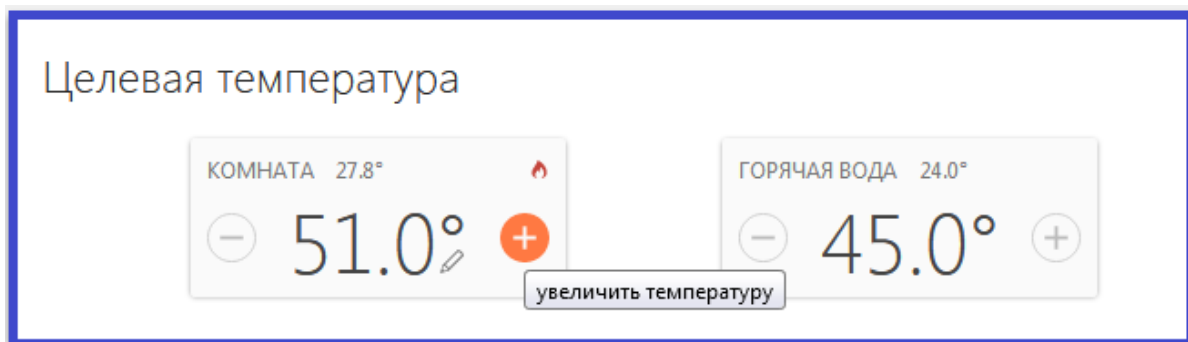 Целевая температура
КОМНАТА 27.8°
51.0°
увеличить температуру
ГОРЯЧАЯ ВОДА 24.0°
45.0°